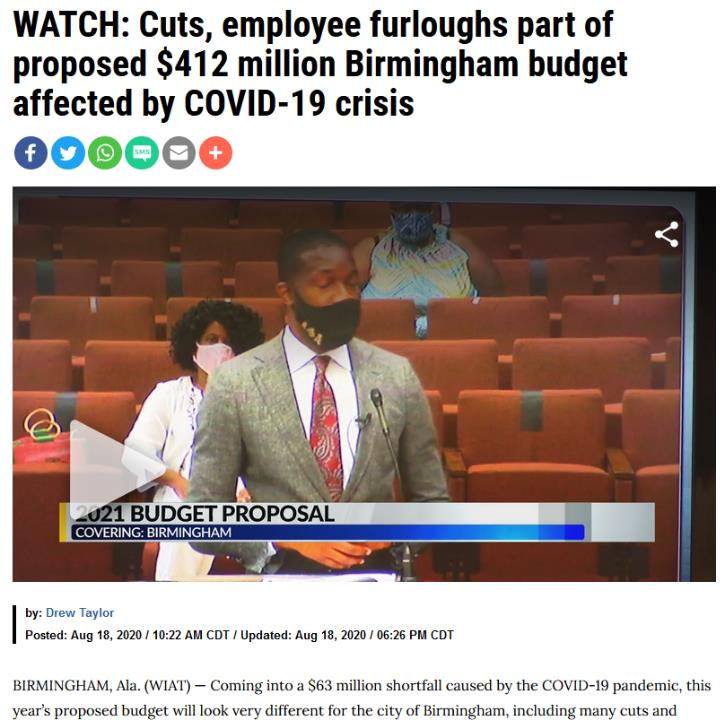 WATCH: Cuts, employee furloughs part of
proposed $412 million Birmingham budget
affected by COVID-19 crisis
SMS
2021 BUDGET PROPOSAL
COVERING: BIRMINGHAM
by: Drew Taylor
Posted: Aug 18, 2020 / 10:22 AM CDT / Updated: Aug 18, 2020 / 06:26 PM CDT
BIRMINGHAM, Ala. (WIAT) — Coming into a $63 million shortfall caused by the COVID-19 pandemic, this
year's proposed budget will look very different for the city of Birmingham, including many cuts and